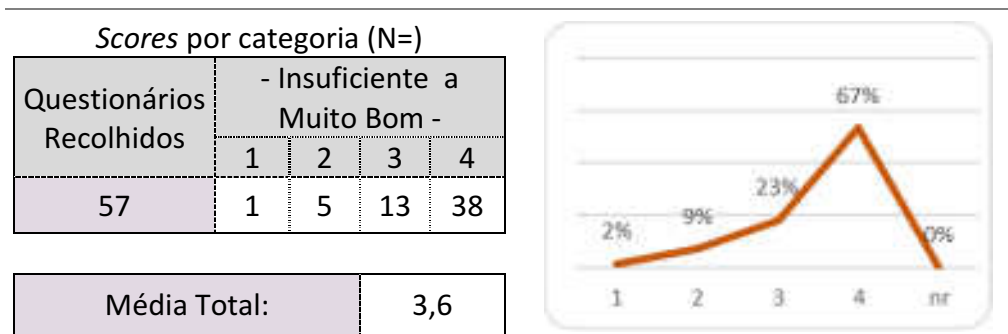 Scores por categoria (N=)
Questionários Recolhidos
- Insuficiente a
Muito Bom -
1 2 3 4
57 1 5 13 38
Média Total: 3,6
67%
23%
9%
2%
0%
1 2 3 4 nr